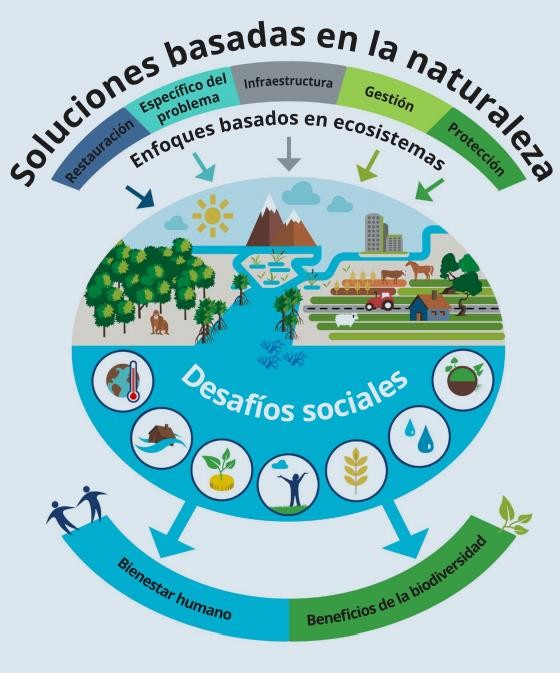 Soluciones basadas en la naturaleza
Restauración
Específico del
problema
Infraestructura
Gestión
Protección
Enfoques basados en ecosistemas
Desafíos sociales
Bienestar humano
Beneficios de la biodiversidad